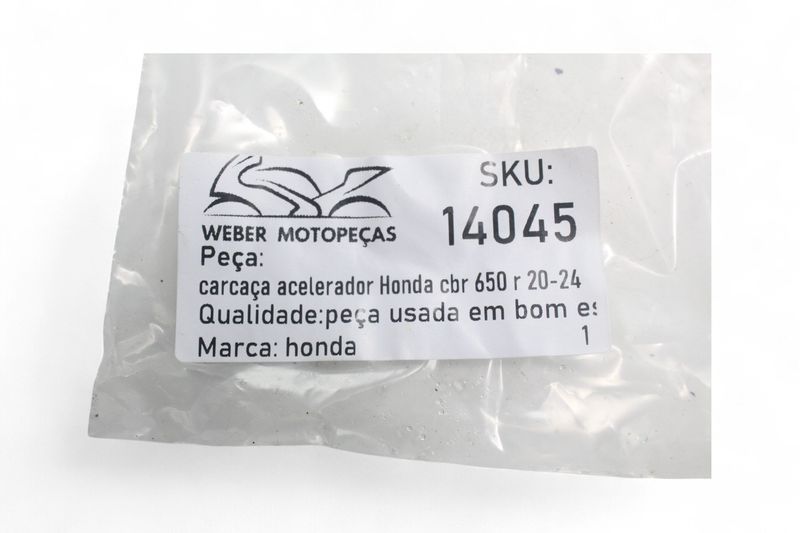 WEBER MOTOPEÇAS
SKU:
14045
Peça:
carcaça acelerador Honda cbr 650 r 20-24
Qualidade:peça usada em bom es
Marca: honda
1